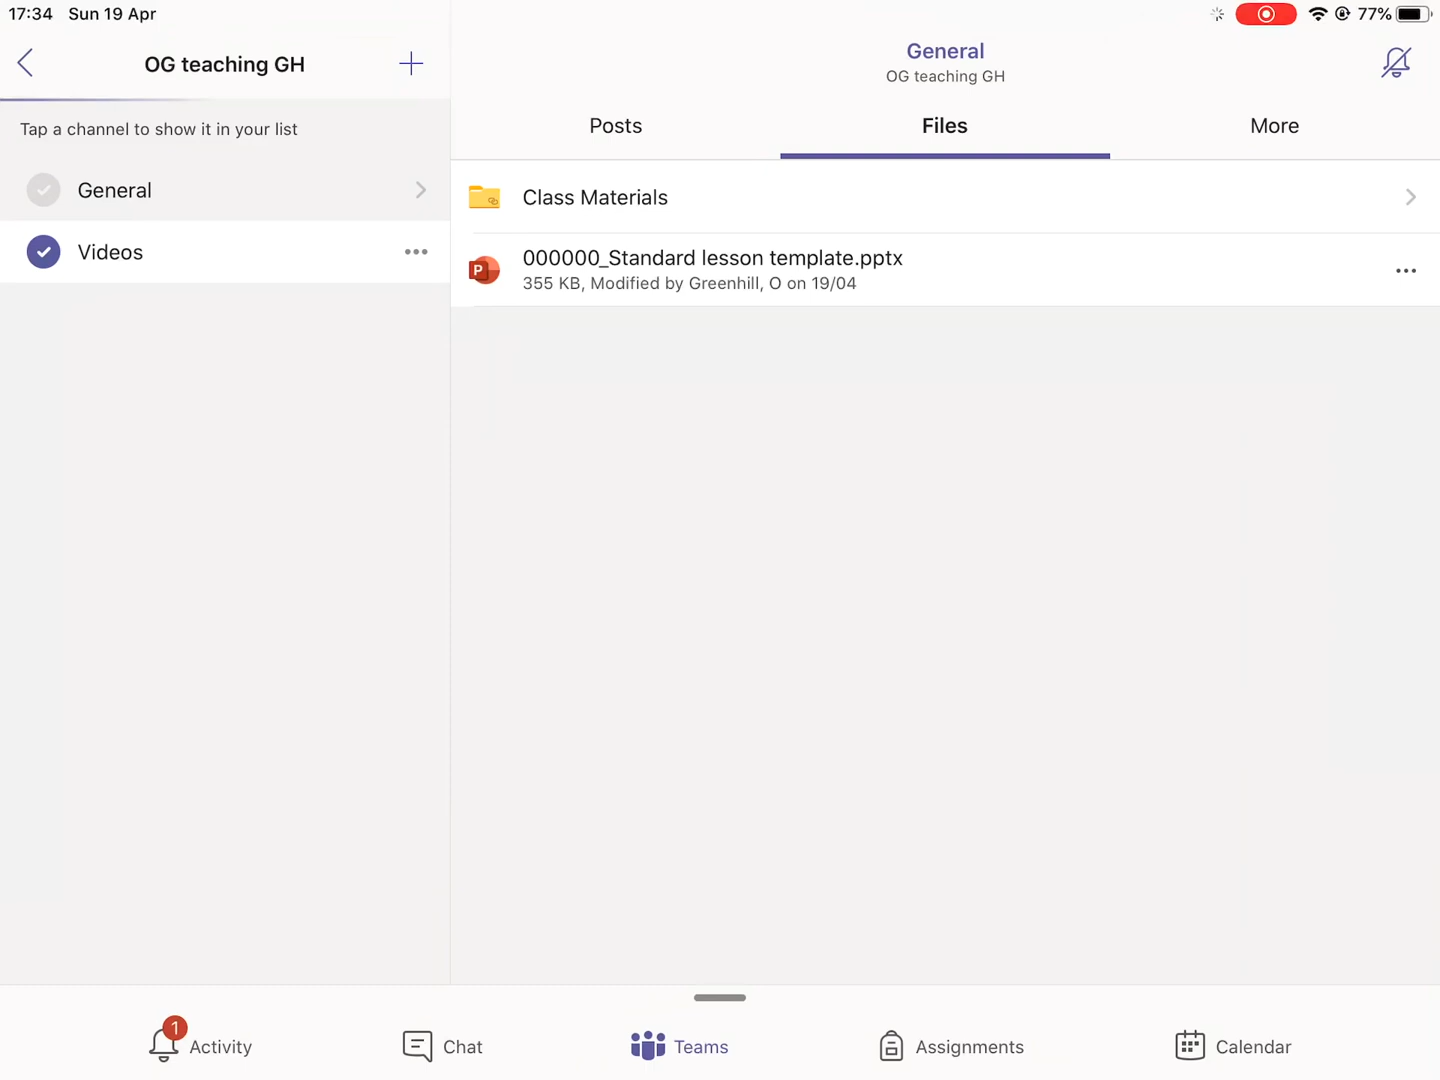 17:34 Sun 19 Apr
77%
OG teaching GH
Tap a channel to show it in your list
General
Videos
General
OG teaching GH
Posts
Files
More
Class Materials
P
000000_Standard lesson template.pptx
355 KB, Modified by Greenhill, O on 19/04
1
Activity
Chat
Teams
Assignments
Calendar